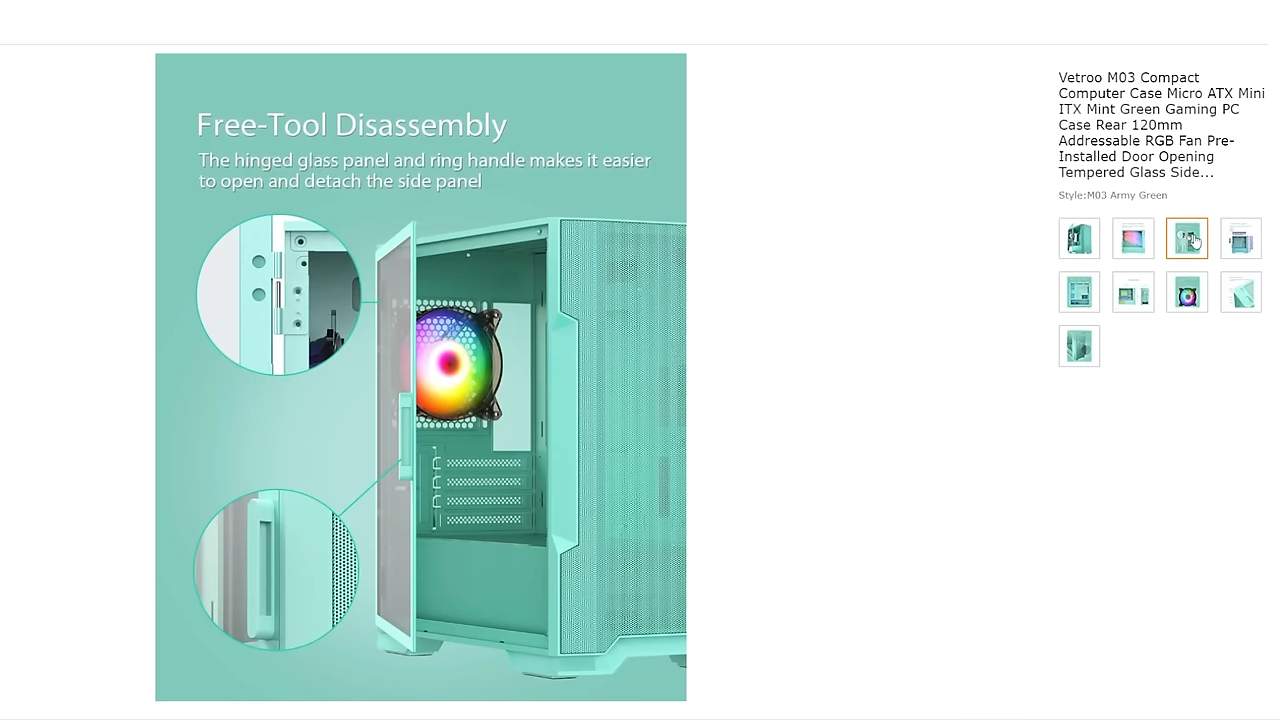 Free-Tool Disassembly
The hinged glass panel and ring handle makes it easier
to open and detach the side panel
Vetroo M03 Compact
Computer Case Micro ATX Mini
ITX Mint Green Gaming PC
Case Rear 120mm
Addressable RGB Fan Pre-
Installed Door Opening
Tempered Glass Side...
Style:M03 Army Green